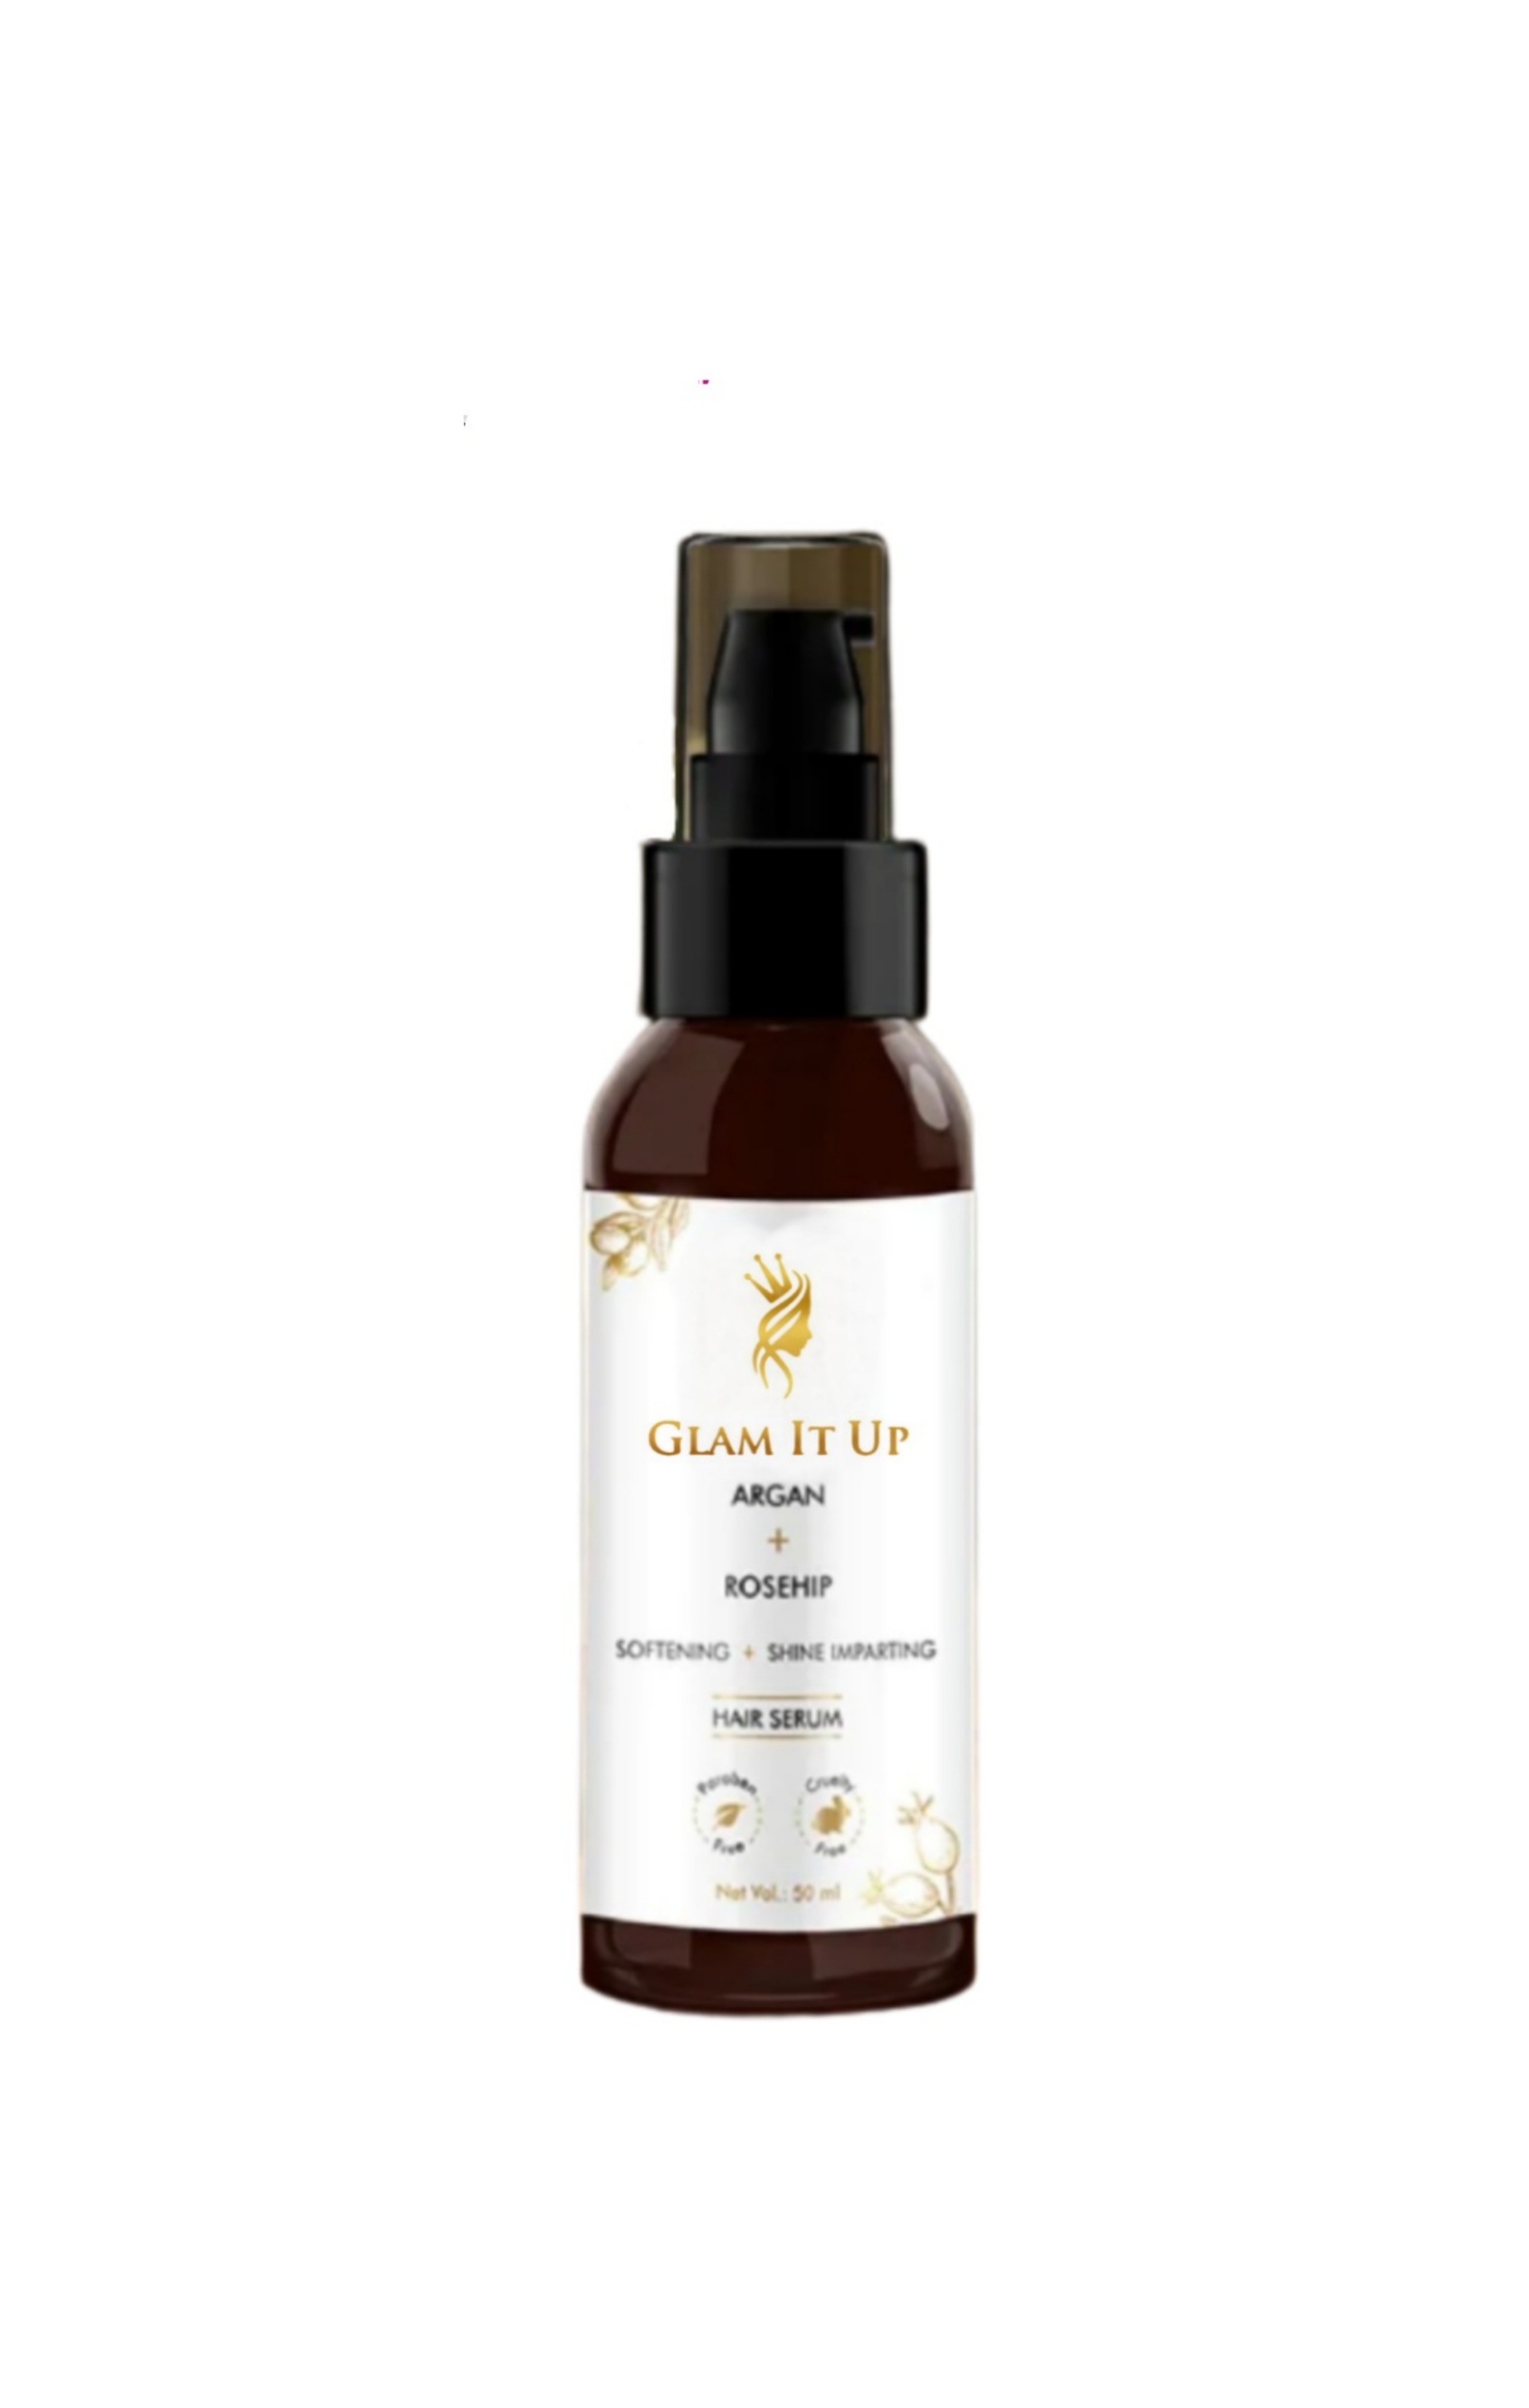 GLAM IT UP
ARGAN
+
ROSEHIP
SOFTENING + SHINE IMPARTING
HAIR SERUM
Paraben Free
Cruelty Free
Net Vol.: 50 ml